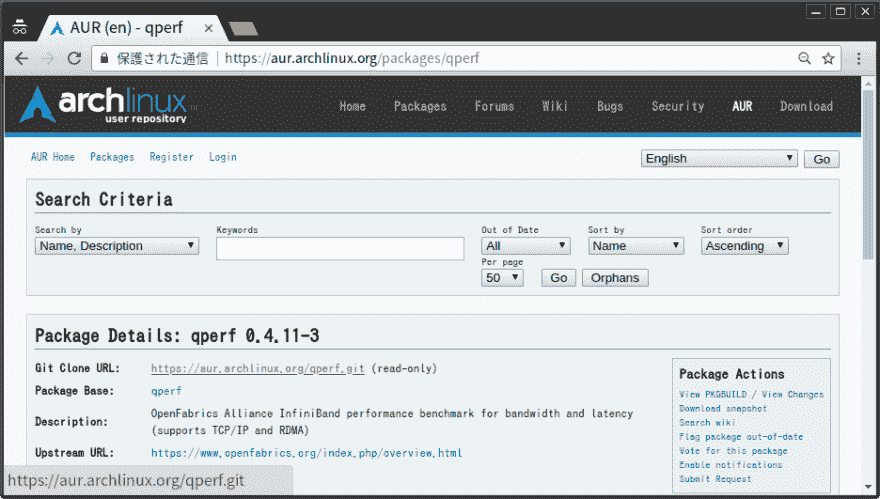 AUR (en) - qperf
保護された通信 https://aur.archlinux.org/packages/qperf
archlinux
user repository
Home Packages Forums Wiki Bugs Security AUR Download
AUR Home Packages Register Login
English Go
Search Criteria
Search by Keywords Out of Date Sort by Sort order
Name, Description All Name Ascending
Per page
50 Go Orphans
Package Details: qperf 0.4.11-3
Git Clone URL: https://aur.archlinux.org/qperf.git (read-only)
Package Base: qperf
Description: OpenFabrics Alliance InfiniBand performance benchmark for bandwidth and latency
(supports TCP/IP and RDMA)
Upstream URL: https://www.openfabrics.org/index.php/overview.html
Package Actions
View PKGBUILD / View Changes
Download snapshot
Search wiki
Flag package out-of-date
Vote for this package
Enable notifications
Submit Request
https://aur.archlinux.org/qperf.git